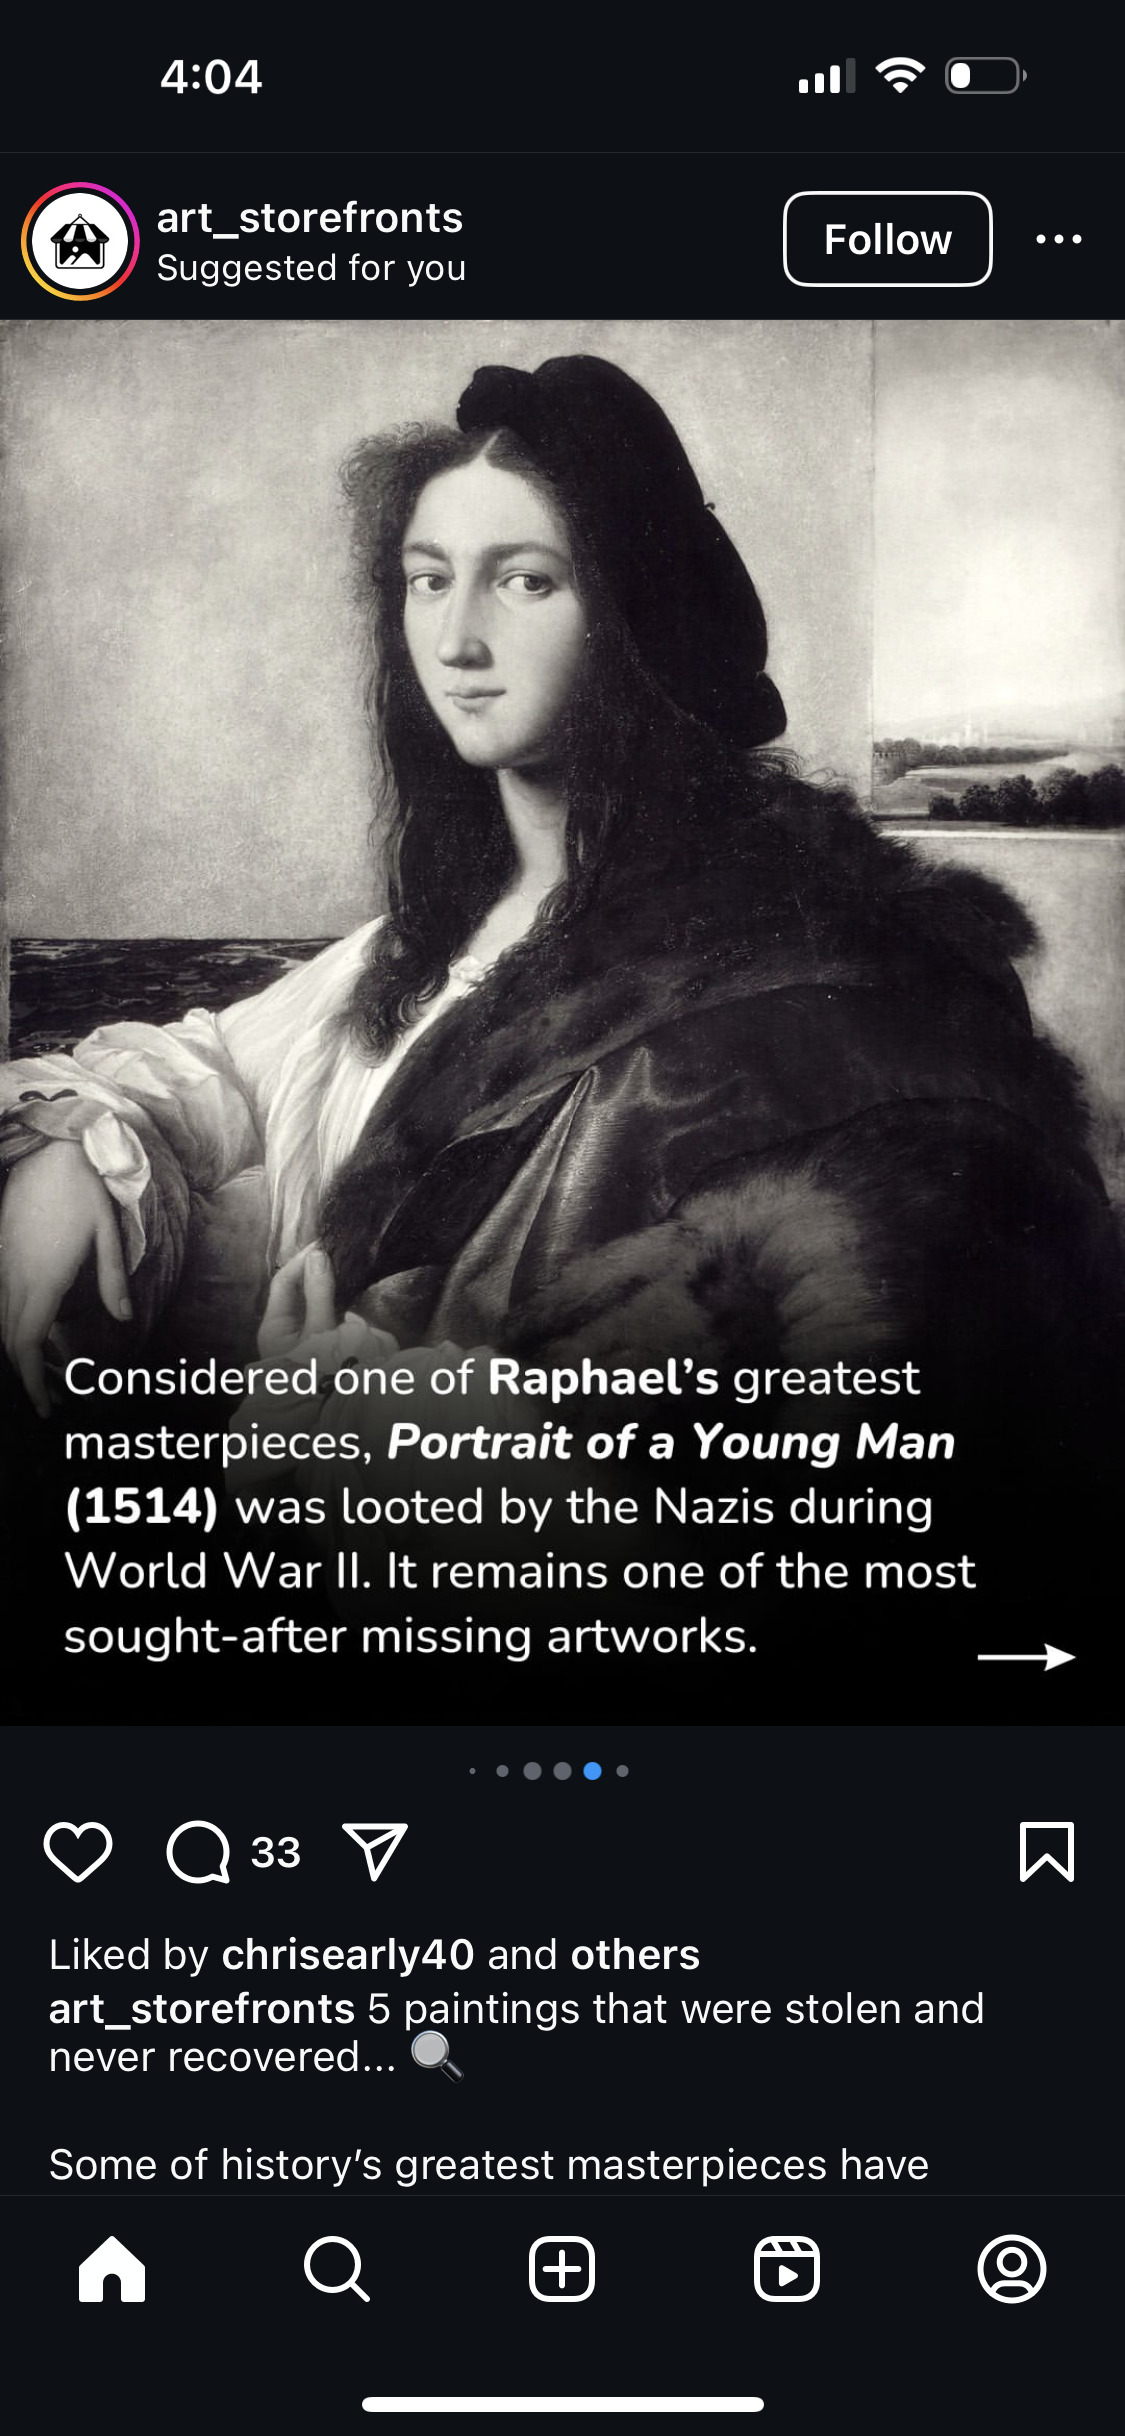 4:04
art_storefronts
Suggested for you
Follow
Considered one of Raphael’s greatest
masterpieces, Portrait of a Young Man
(1514) was looted by the Nazis during
World War II. It remains one of the most
sought-after missing artworks.
33
Liked by chrisearly40 and others
art_storefronts 5 paintings that were stolen and
never recovered... 🔍
Some of history’s greatest masterpieces have